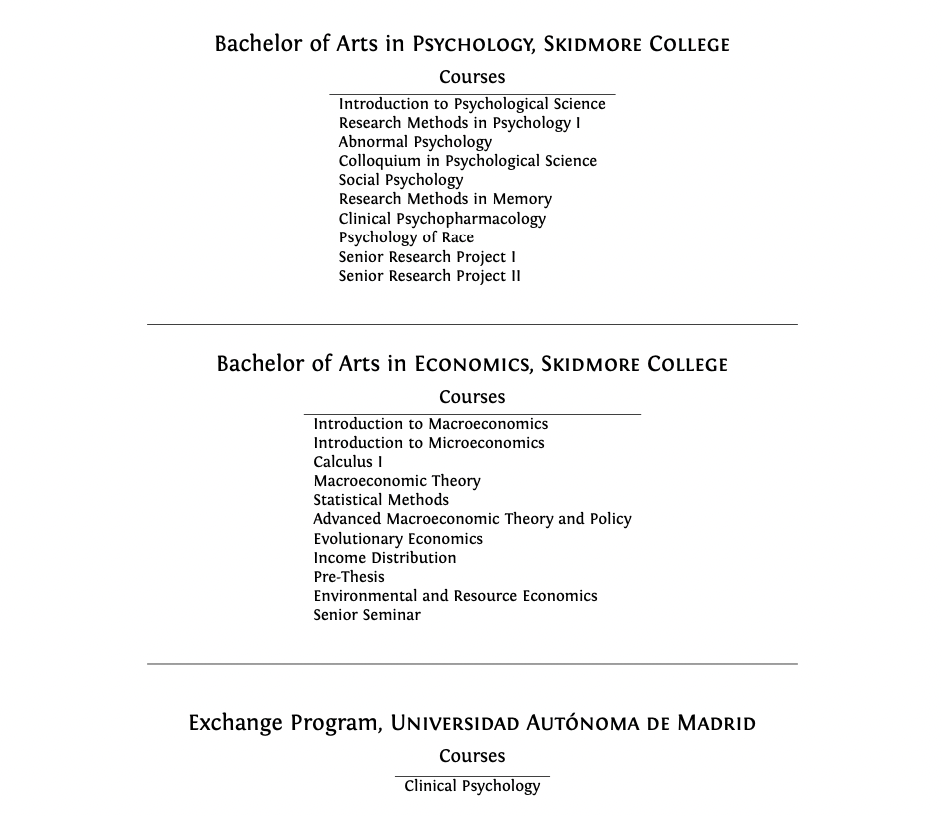 Bachelor of Arts in Psychology, Skidmore College
Courses
Introduction to Psychological Science
Research Methods in Psychology I
Abnormal Psychology
Colloquium in Psychological Science
Social Psychology
Research Methods in Memory
Clinical Psychopharmacology
Psychology of Race
Senior Research Project I
Senior Research Project II
Bachelor of Arts in Economics, Skidmore College
Courses
Introduction to Macroeconomics
Introduction to Microeconomics
Calculus I
Macroeconomic Theory
Statistical Methods
Advanced Macroeconomic Theory and Policy
Evolutionary Economics
Income Distribution
Pre-Thesis
Environmental and Resource Economics
Senior Seminar
Exchange Program, Universidad Autónoma de Madrid
Courses
Clinical Psychology